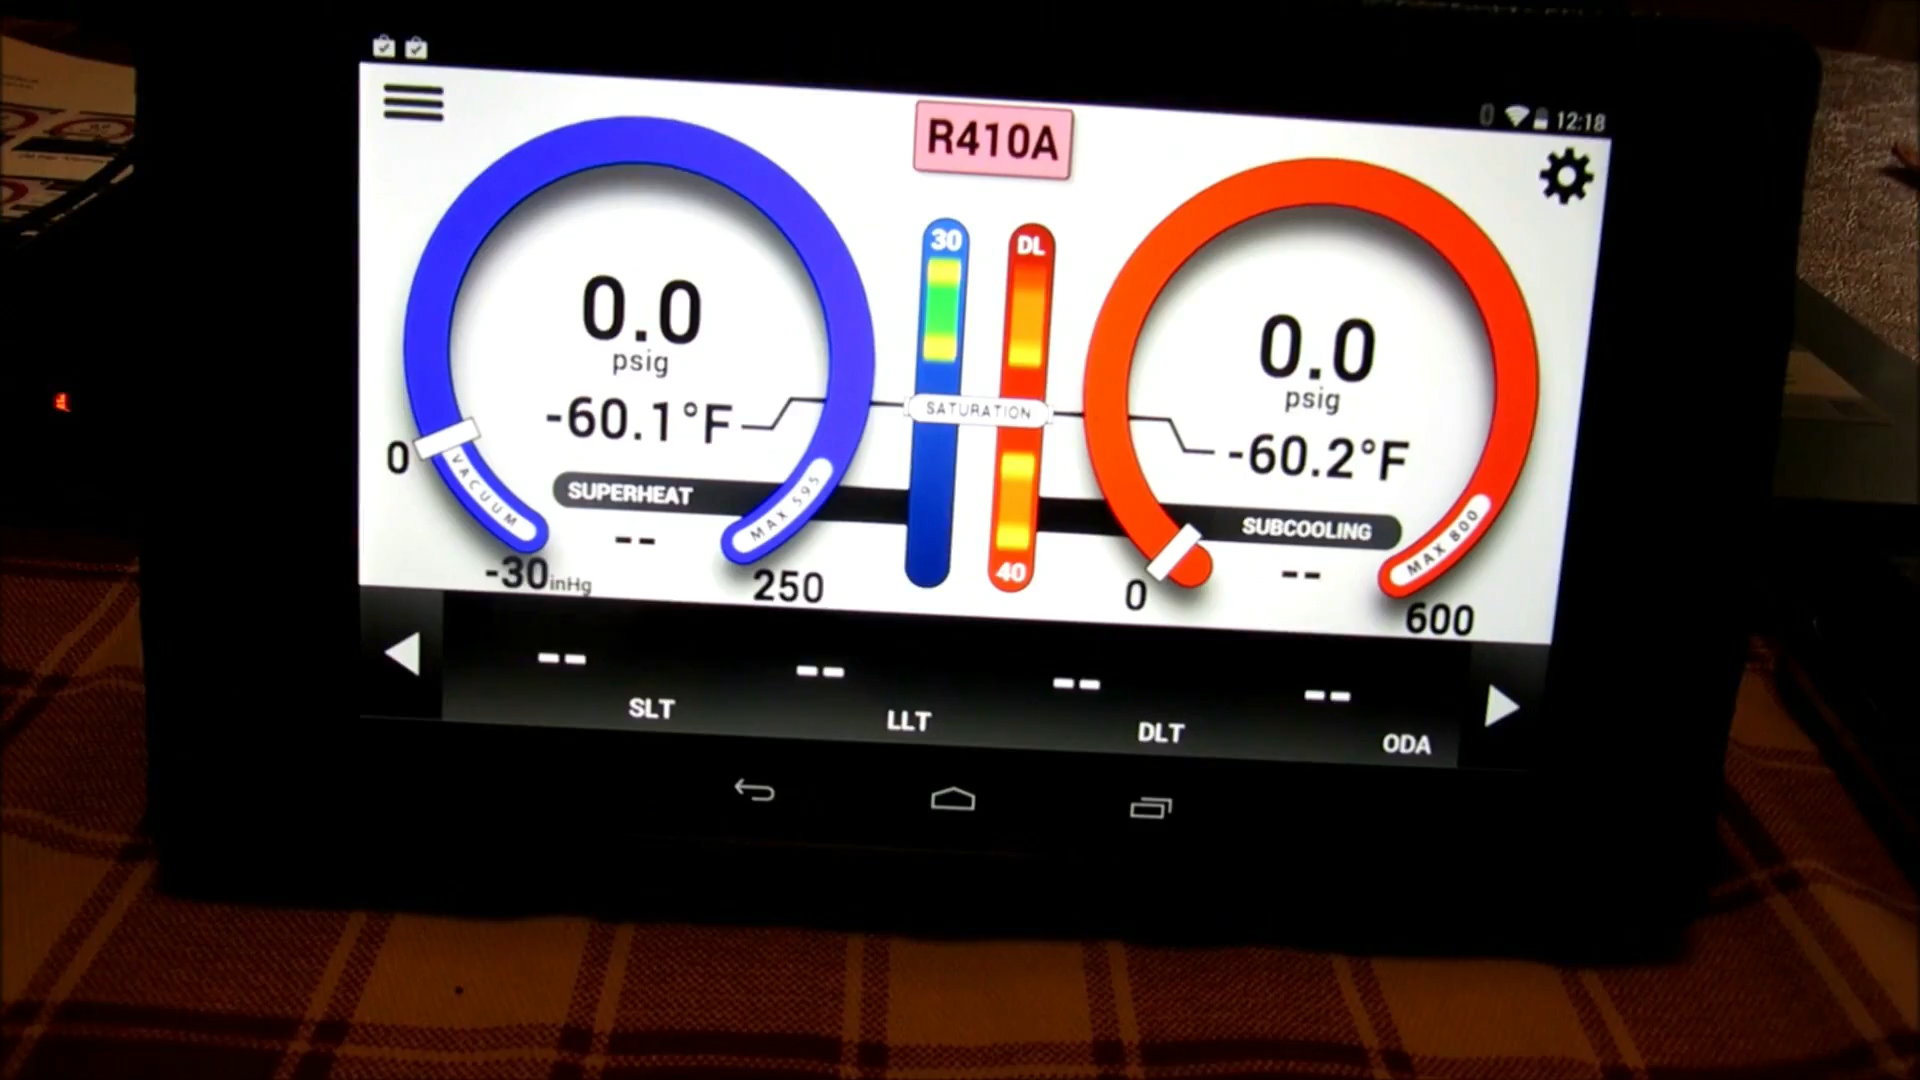 12:18
R410A
30
DL
0.0
psig
-60.1°F
0.0
psig
-60.2°F
SATURATION
0
VACUUM
MAX 595
SUPERHEAT
--
SUBCOOLING
--
MAX 800
-30inHg
250
40
0
600
--
SLT
--
LLT
--
DLT
--
ODA